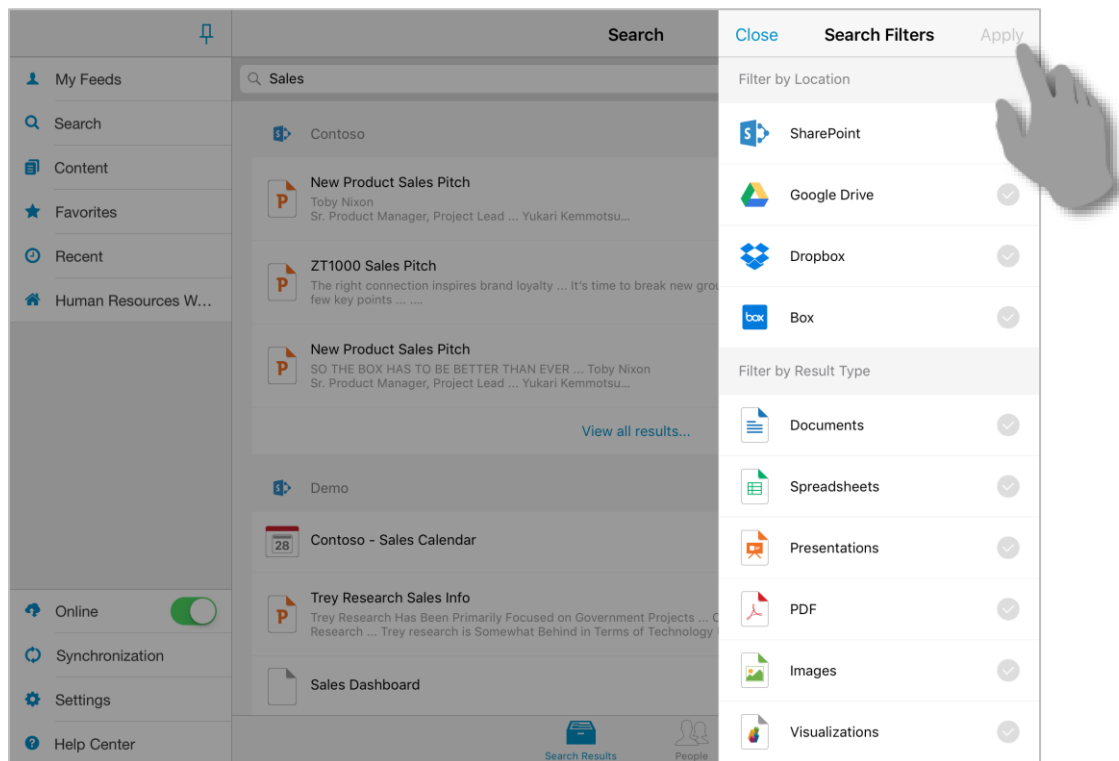 My Feeds
Search
Content
Favorites
Recent
Human Resources W...
Online
Synchronization
Settings
Help Center
Search
Sales
Contoso
P
New Product Sales Pitch
Toby Nixon
Sr. Product Manager, Project Lead ... Yukari Kemmotsu...
P
ZT1000 Sales Pitch
The right connection inspires brand loyalty ... It's time to break new grou
few key points ... ....
P
New Product Sales Pitch
SO THE BOX HAS TO BE BETTER THAN EVER ... Toby Nixon
Sr. Product Manager, Project Lead ... Yukari Kemmotsu...
View all results...
Demo
28
Contoso - Sales Calendar
P
Trey Research Sales Info
Trey Research Has Been Primarily Focused on Government Projects ... C
Research ... Trey research is Somewhat Behind in Terms of Technology
Sales Dashboard
Search Results
People
Close
Search Filters
Apply
Filter by Location
S
SharePoint
Google Drive
Dropbox
box
Box
Filter by Result Type
Documents
Spreadsheets
Presentations
PDF
Images
Visualizations